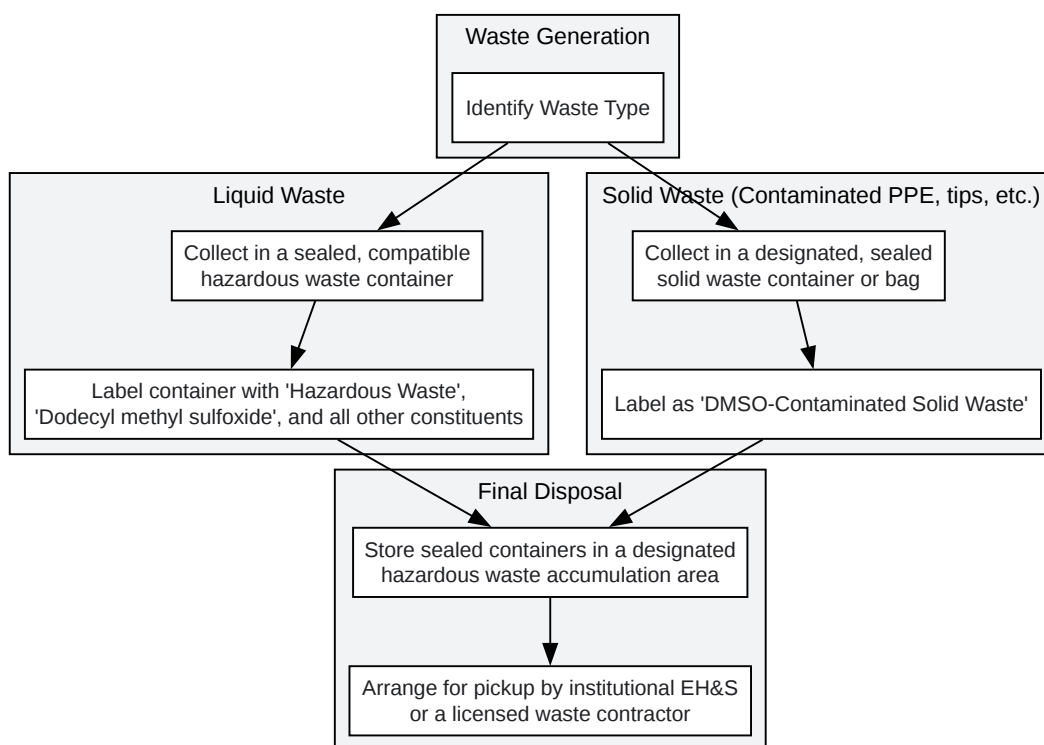 Waste Generation
Identify Waste Type
Liquid Waste
Collect in a sealed, compatible
hazardous waste container
Label container with 'Hazardous Waste',
'Dodecyl methyl sulfoxide', and all other constituents
Solid Waste (Contaminated PPE, tips, etc.)
Collect in a designated, sealed
solid waste container or bag
Label as 'DMSO-Contaminated Solid Waste'
Final Disposal
Store sealed containers in a designated
hazardous waste accumulation area
Arrange for pickup by institutional EH&S
or a licensed waste contractor